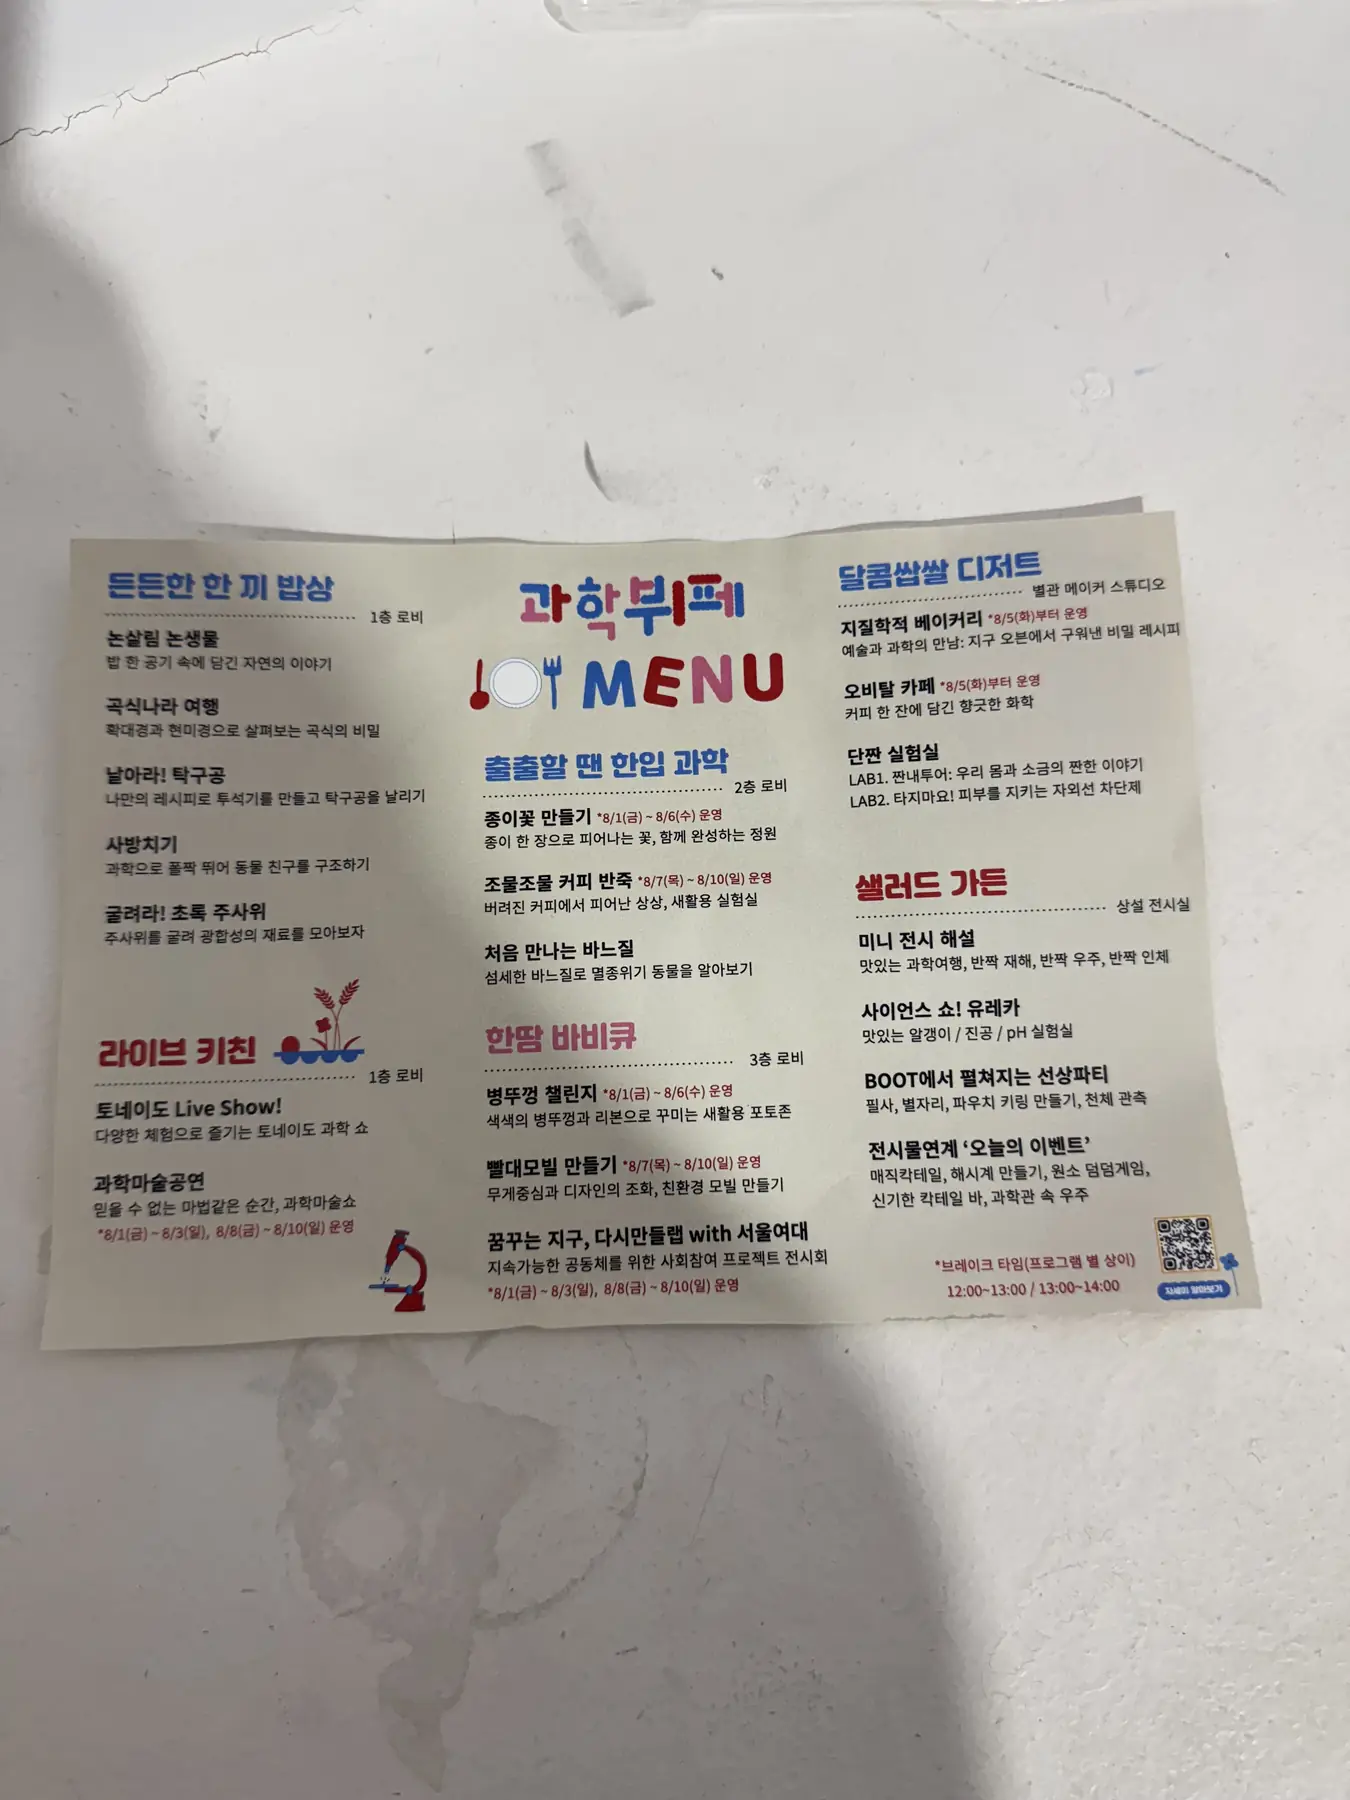 든든한 한 끼 밥상
1층 로비
논살림 논생물
밥 한 공기 속에 담긴 자연의 이야기
곡식나라 여행
확대경과 현미경으로 살펴보는 곡식의 비밀
날아라! 탁구공
나만의 레시피로 투석기를 만들고 탁구공을 날리기
사방치기
과학으로 폴짝 뛰어 동물 친구를 구조하기
굴려라! 초록 주사위
주사위를 굴려 광합성의 재료를 모아보자
라이브 키친
1층 로비
토네이도 Live Show!
다양한 체험으로 즐기는 토네이도 과학 쇼
과학마술공연
믿을 수 없는 마법같은 순간, 과학마술쇼
*8/1(금) ~ 8/3(일), 8/8(금) ~ 8/10(일) 운영
과학뷔페
MENU
출출할 땐 한입 과학
2층 로비
종이꽃 만들기 *8/1(금) ~ 8/6(수) 운영
종이 한 장으로 피어나는 꽃, 함께 완성하는 정원
조물조물 커피 반죽 *8/7(목) ~ 8/10(일) 운영
버려진 커피에서 피어난 상상, 새활용 실험실
처음 만나는 바느질
섬세한 바느질로 멸종위기 동물을 알아보기
한땀 바비큐
3층 로비
병뚜껑 챌린지 *8/1(금) ~ 8/6(수) 운영
색색의 병뚜껑과 리본으로 꾸미는 새활용 포토존
빨대모빌 만들기 *8/7(목) ~ 8/10(일) 운영
무게중심과 디자인의 조화, 친환경 모빌 만들기
꿈꾸는 지구, 다시만들랩 with 서울여대
지속가능한 공동체를 위한 사회참여 프로젝트 전시회
*8/1(금) ~ 8/3(일), 8/8(금) ~ 8/10(일) 운영
달콤쌉쌀 디저트
별관 메이커 스튜디오
지질학적 베이커리 *8/5(화)부터 운영
예술과 과학의 만남: 지구 오븐에서 구워낸 비밀 레시피
오비탈 카페 *8/5(화)부터 운영
커피 한 잔에 담긴 향긋한 화학
단짠 실험실
LAB1. 짠내투어: 우리 몸과 소금의 짠한 이야기
LAB2. 타지마요! 피부를 지키는 자외선 차단제
샐러드 가든
상설 전시실
미니 전시 해설
맛있는 과학여행, 반짝 재해, 반짝 우주, 반짝 인체
사이언스 쇼! 유레카
맛있는 알갱이 / 진공 / pH 실험실
BOOT에서 펼쳐지는 선상파티
필사, 별자리, 파우치 키링 만들기, 천체 관측
전시물연계 ‘오늘의 이벤트’
매직칵테일, 해시계 만들기, 원소 덤덤게임,
신기한 칵테일 바, 과학관 속 우주
*브레이크 타임(프로그램 별 상이)
12:00~13:00 / 13:00~14:00
자세히 알아보기